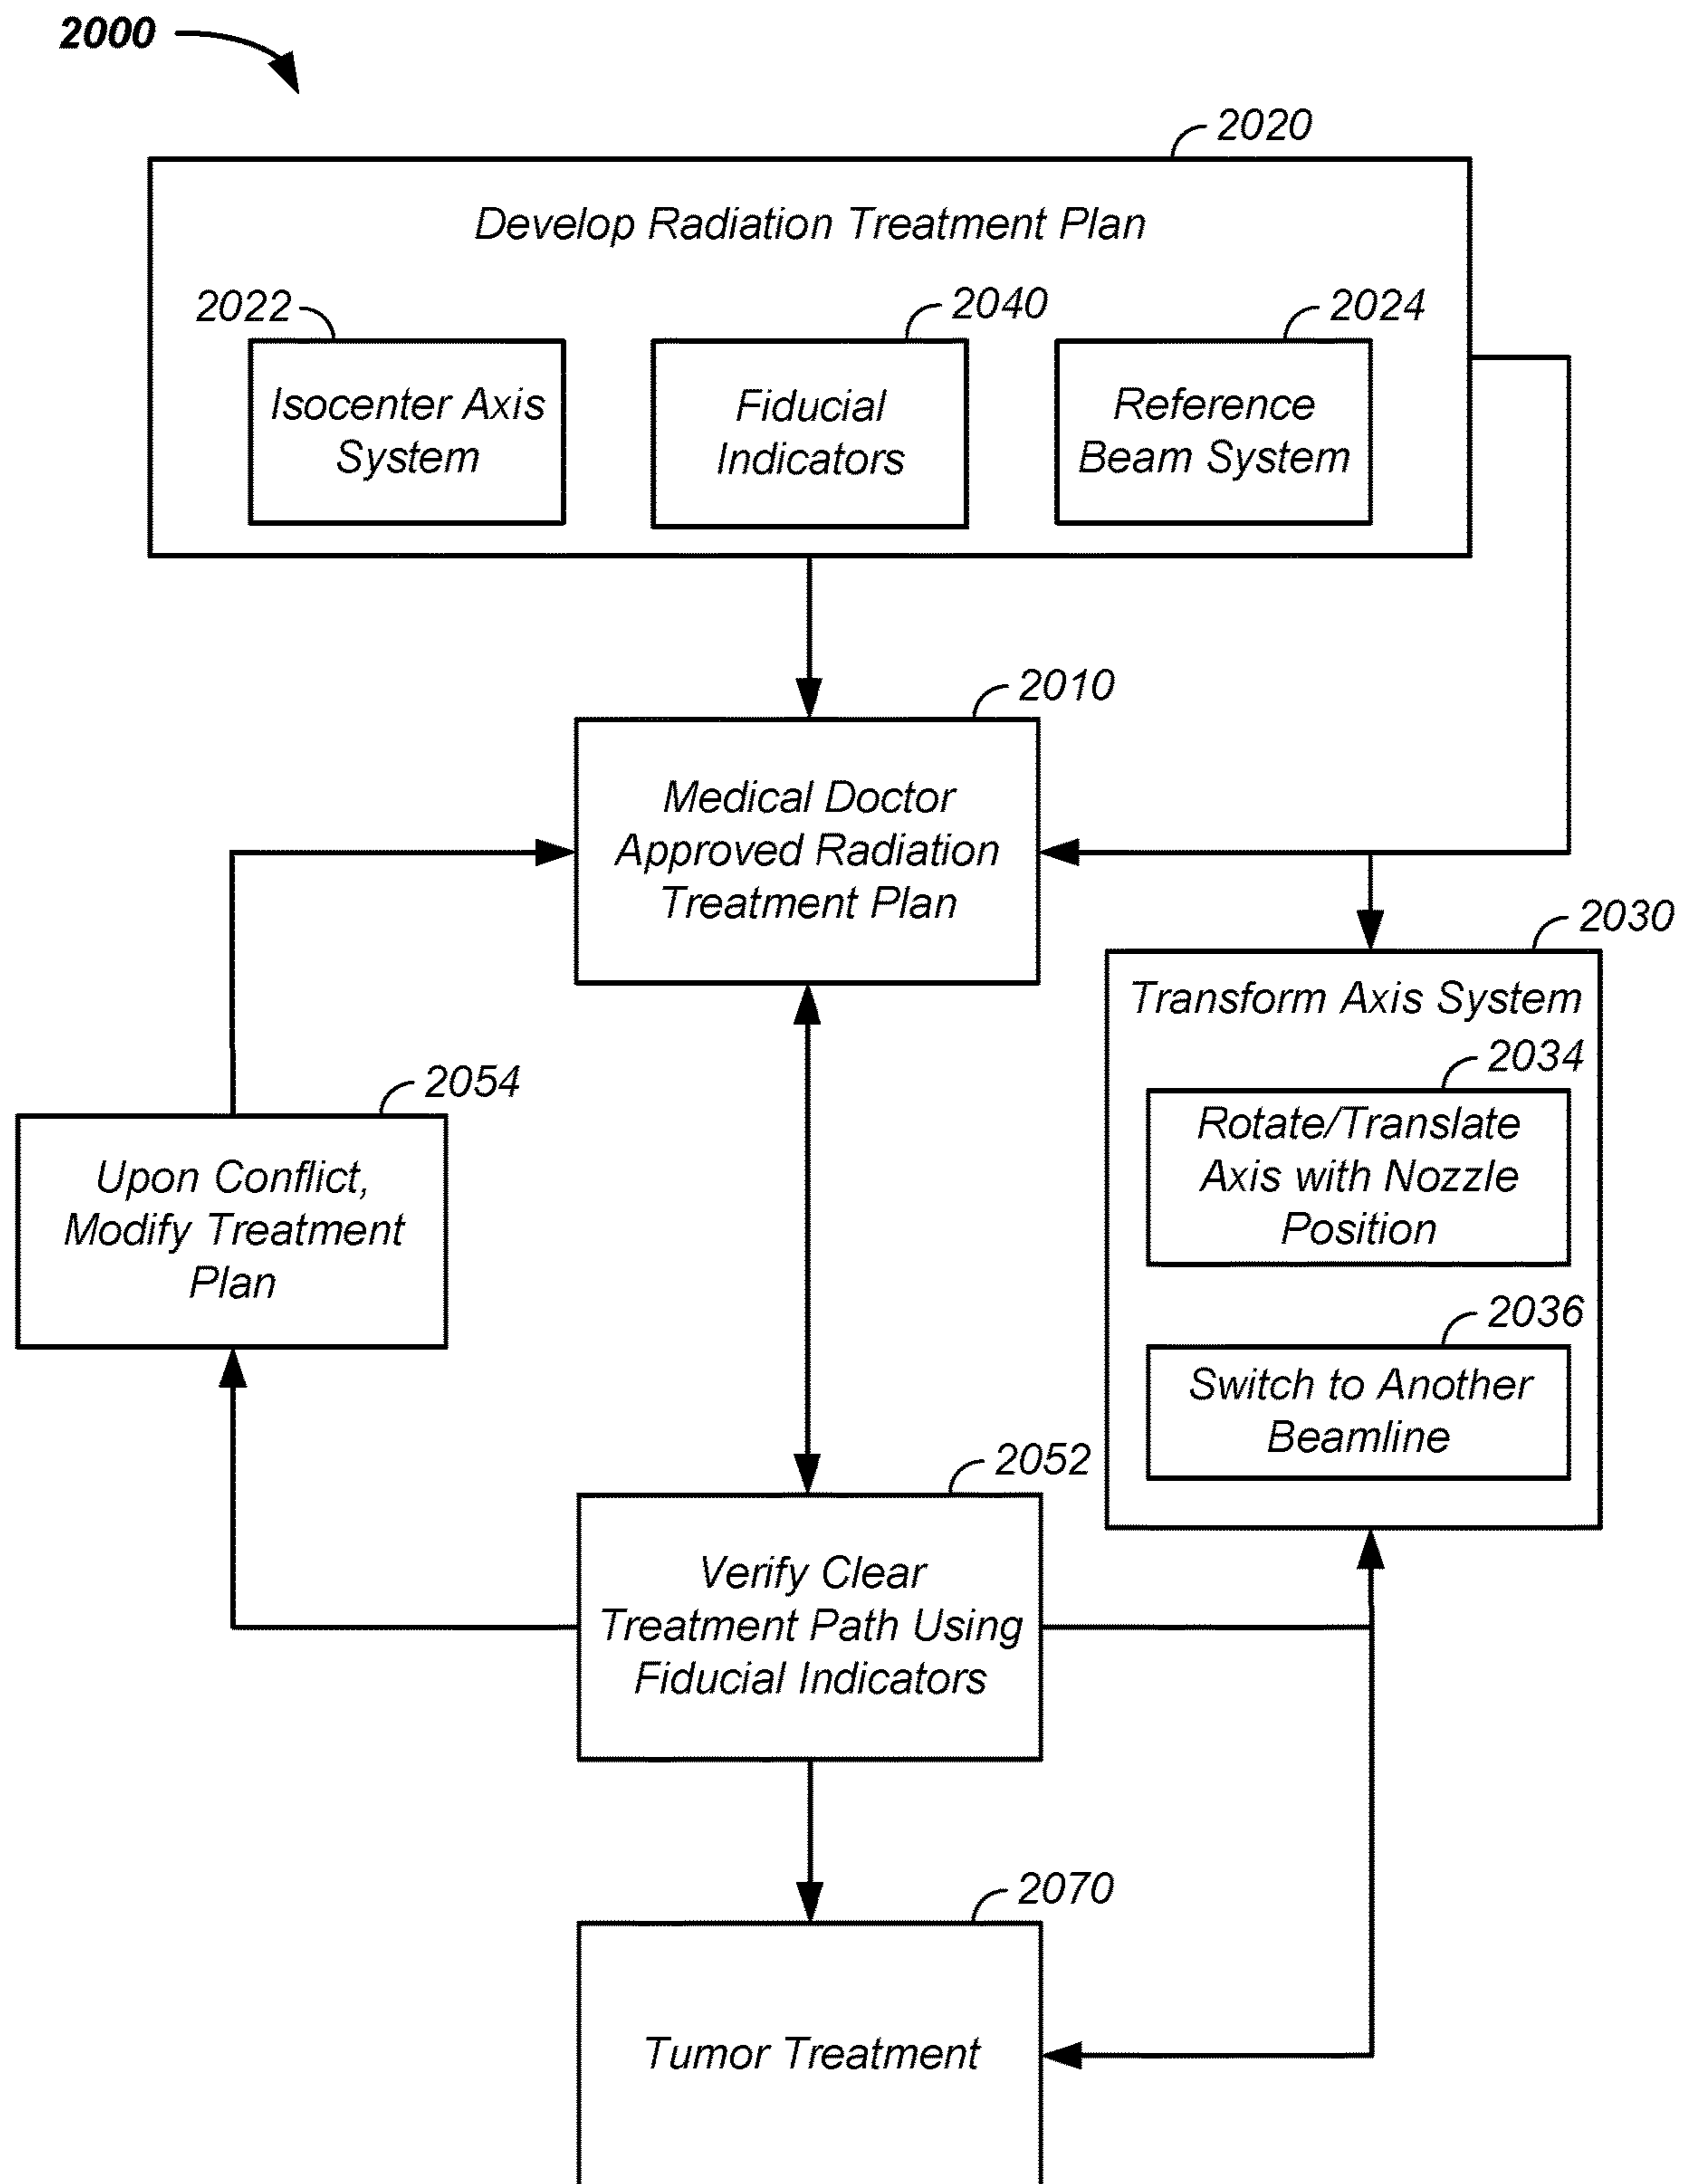 2000
2020
Develop Radiation Treatment Plan
2022
2040
2024
Isocenter Axis
System
Fiducial
Indicators
Reference
Beam System
2010
Medical Doctor
Approved Radiation
Treatment Plan
2030
Transform Axis System
2034
Rotate/Translate
Axis with Nozzle
Position
2036
Switch to Another
Beamline
2054
Upon Conflict,
Modify Treatment
Plan
2052
Verify Clear
Treatment Path Using
Fiducial Indicators
2070
Tumor Treatment